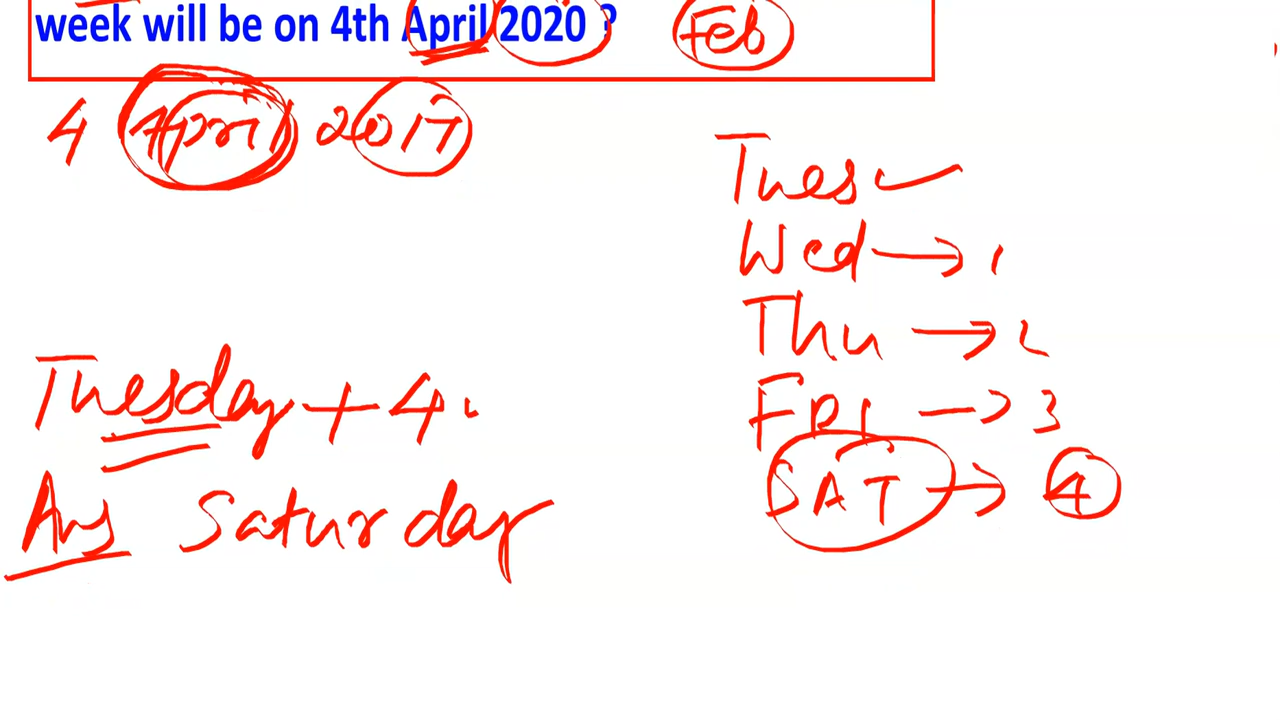 week will be on 4th April 2020 ?
Feb
4 April 2017
Tues
Wed → 1
Thu → 2
FRI → 3
SAT → 4
Tuesday + 4
Ans Saturday